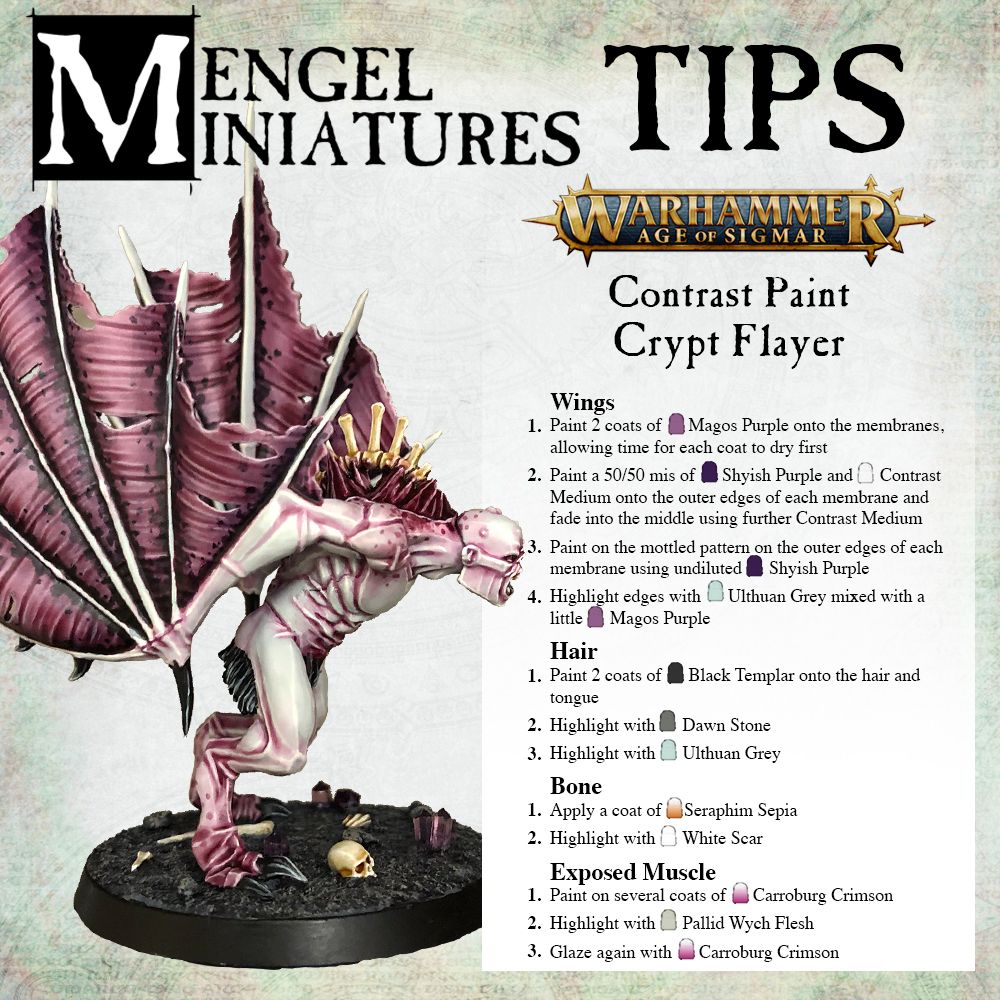 MENGEL
MINIATURES
TIPS
WARHAMMER
AGE OF SIGMAR
Contrast Paint
Crypt Flayer
Wings
1. Paint 2 coats of Magos Purple onto the membranes,
allowing time for each coat to dry first
2. Paint a 50/50 mis of Shyish Purple and Contrast
Medium onto the outer edges of each membrane and
fade into the middle using further Contrast Medium
3. Paint on the mottled pattern on the outer edges of each
membrane using undiluted Shyish Purple
4. Highlight edges with Ulthuan Grey mixed with a
little Magos Purple
Hair
1. Paint 2 coats of Black Templar onto the hair and
tongue
2. Highlight with Dawn Stone
3. Highlight with Ulthuan Grey
Bone
1. Apply a coat of Seraphim Sepia
2. Highlight with White Scar
Exposed Muscle
1. Paint on several coats of Carroburg Crimson
2. Highlight with Pallid Wych Flesh
3. Glaze again with Carroburg Crimson